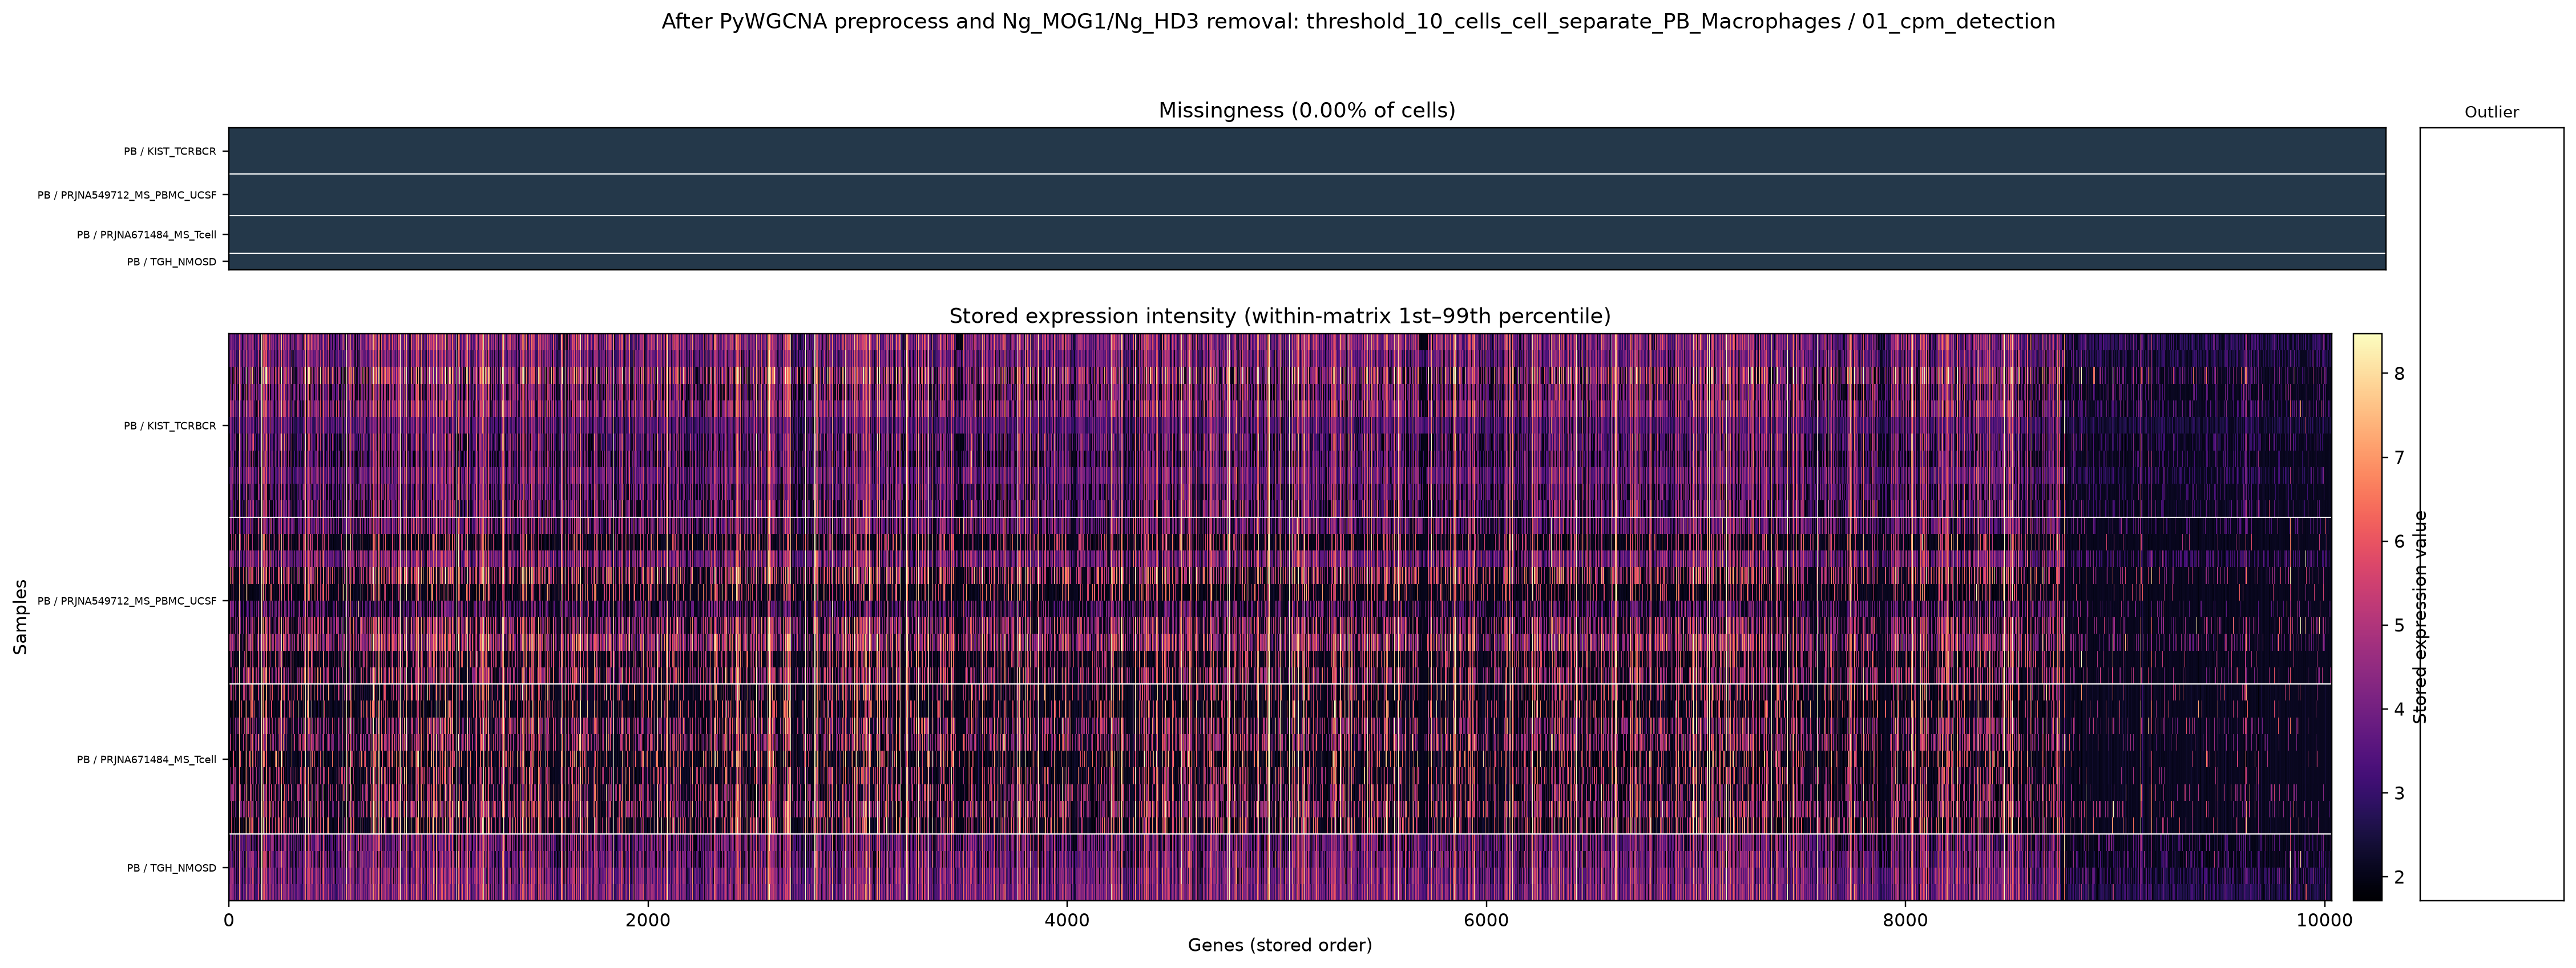 After PyWGCNA preprocess and Ng_MOG1/Ng_HD3 removal: threshold_10_cells_cell_separate_PB_Macrophages / 01_cpm_detection
Missingness (0.00% of cells)
Outlier
PB / KIST_TCRBCR
PB / PRJNA549712_MS_PBMC_UCSF
PB / PRJNA671484_MS_Tcell
PB / TGH_NMOSD
Stored expression intensity (within-matrix 1st–99th percentile)
Samples
PB / KIST_TCRBCR
PB / PRJNA549712_MS_PBMC_UCSF
PB / PRJNA671484_MS_Tcell
PB / TGH_NMOSD
0
2000
4000
6000
8000
10000
Genes (stored order)
8
7
6
5
4
3
2
Stored expression value